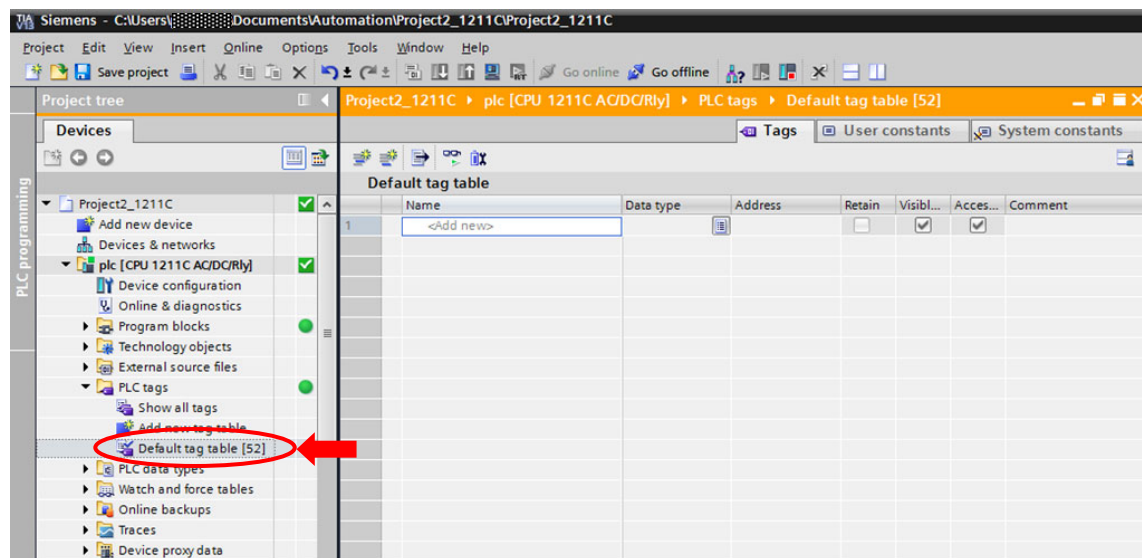 Siemens - C:\Users\ Documents\Automation\Project2_1211C\Project2_1211C
Project Edit View Insert Online Options Tools Window Help
Save project Go online Go offline
Project tree
Project2_1211C plc [CPU 1211C AC/DC/Rly] PLC tags Default tag table [52]
Devices
Tags User constants System constants
Default tag table
PLC programming
Name Data type Address Retain Visibl... Acces... Comment
1 <Add new>
Project2_1211C
Add new device
Devices & networks
plc [CPU 1211C AC/DC/Rly]
Device configuration
Online & diagnostics
Program blocks
Technology objects
External source files
PLC tags
Show all tags
Add new tag table
Default tag table [52]
PLC data types
Watch and force tables
Online backups
Traces
Device proxy data